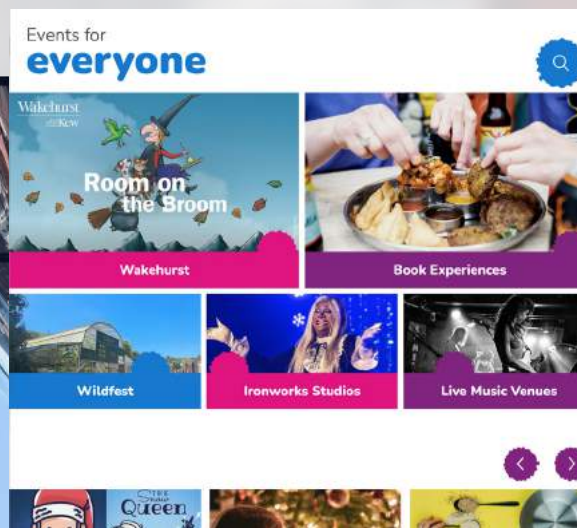 Events for
everyone
Wakehurst
Kew
Room on
the Broom
Wakehurst
Book Experiences
Wildfest
Ironworks Studios
Live Music Venues
THE
Snow
Queen